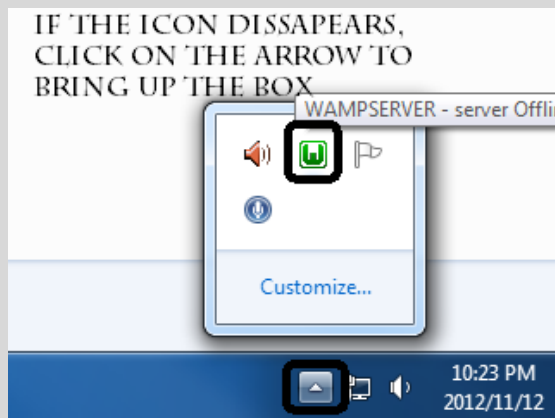 IF THE ICON DISSAPEARS,
CLICK ON THE ARROW TO
BRING UP THE BOX
WAMPSERVER - server Offli
Customize...
10:23 PM
2012/11/12